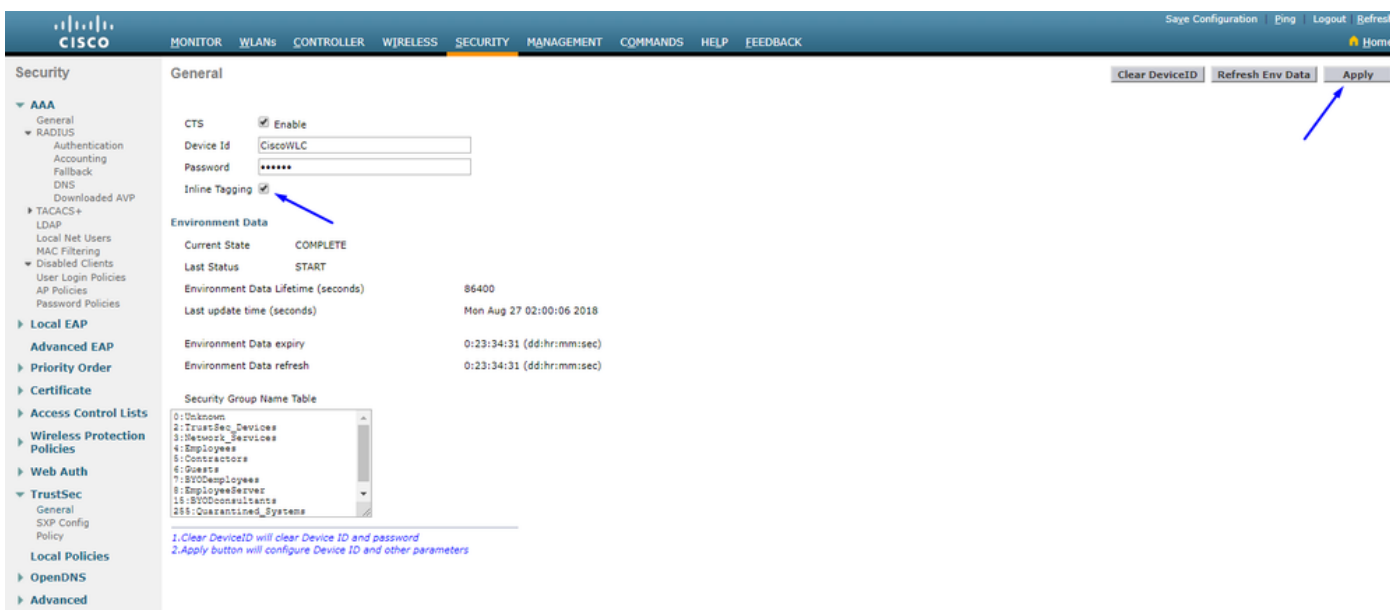 Save Configuration | Ping | Logout | Refresh
CISCO MONITOR WLANs CONTROLLER WIRELESS SECURITY MANAGEMENT COMMANDS HELP FEEDBACK Home
Security
AAA
General
RADIUS
Authentication
Accounting
Fallback
DNS
Downloaded AVP
TACACS+
LDAP
Local Net Users
MAC Filtering
Disabled Clients
User Login Policies
AP Policies
Password Policies
Local EAP
Advanced EAP
Priority Order
Certificate
Access Control Lists
Wireless Protection
Policies
Web Auth
TrustSec
General
SXP Config
Policy
Local Policies
OpenDNS
Advanced
General Clear DeviceID Refresh Env Data Apply
CTS Enable
Device Id CiscoWLC
Password ••••••
Inline Tagging
Environment Data
Current State COMPLETE
Last Status START
Environment Data Lifetime (seconds) 86400
Last update time (seconds) Mon Aug 27 02:00:06 2018
Environment Data expiry 0:23:34:31 (dd:hr:mm:sec)
Environment Data refresh 0:23:34:31 (dd:hr:mm:sec)
Security Group Name Table
0:Unknown
2:TrustSec_Devices
3:Network_Services
4:Employees
5:Contractors
6:Guests
7:BYODemployees
8:EmployeeServer
15:BYODconsultants
255:Quarantined_Systems
1.Clear DeviceID will clear Device ID and password
2.Apply button will configure Device ID and other parameters